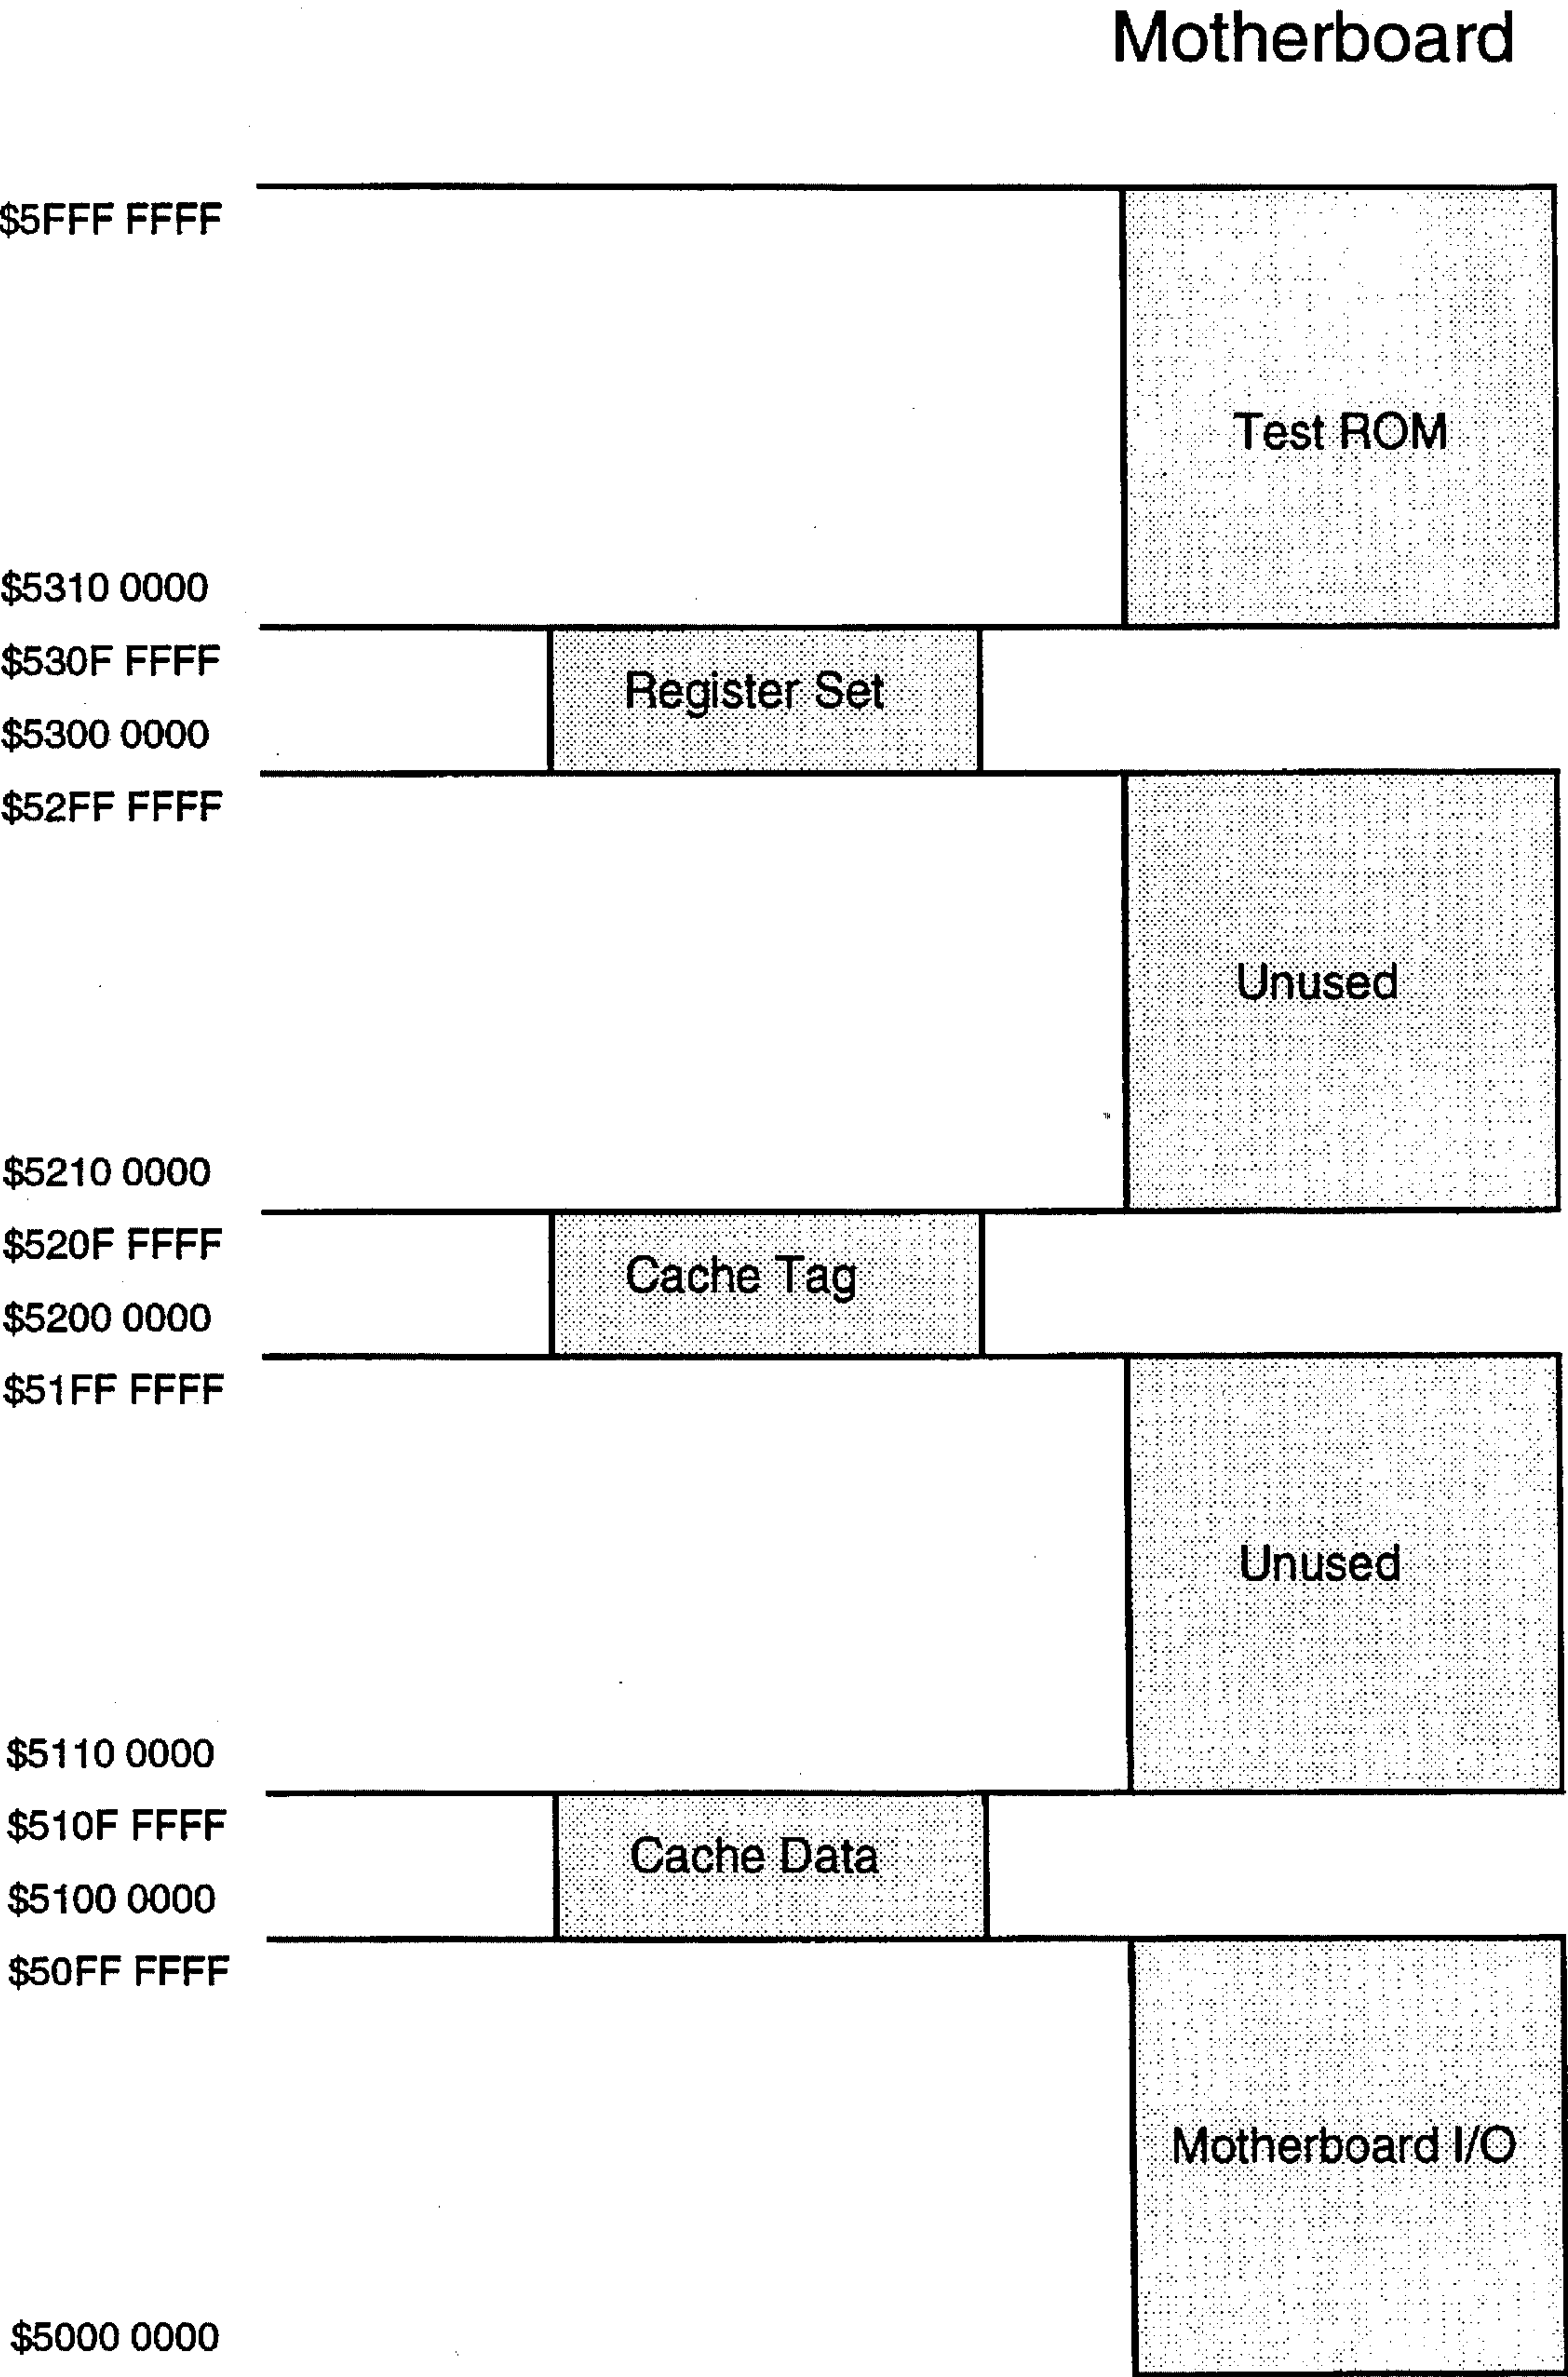 Motherboard
$5FFF FFFF
Test ROM
$5310 0000
$530F FFFF
Register Set
$5300 0000
$52FF FFFF
Unused
$5210 0000
$520F FFFF
Cache Tag
$5200 0000
$51FF FFFF
Unused
$5110 0000
$510F FFFF
Cache Data
$5100 0000
$50FF FFFF
Motherboard I/O
$5000 0000